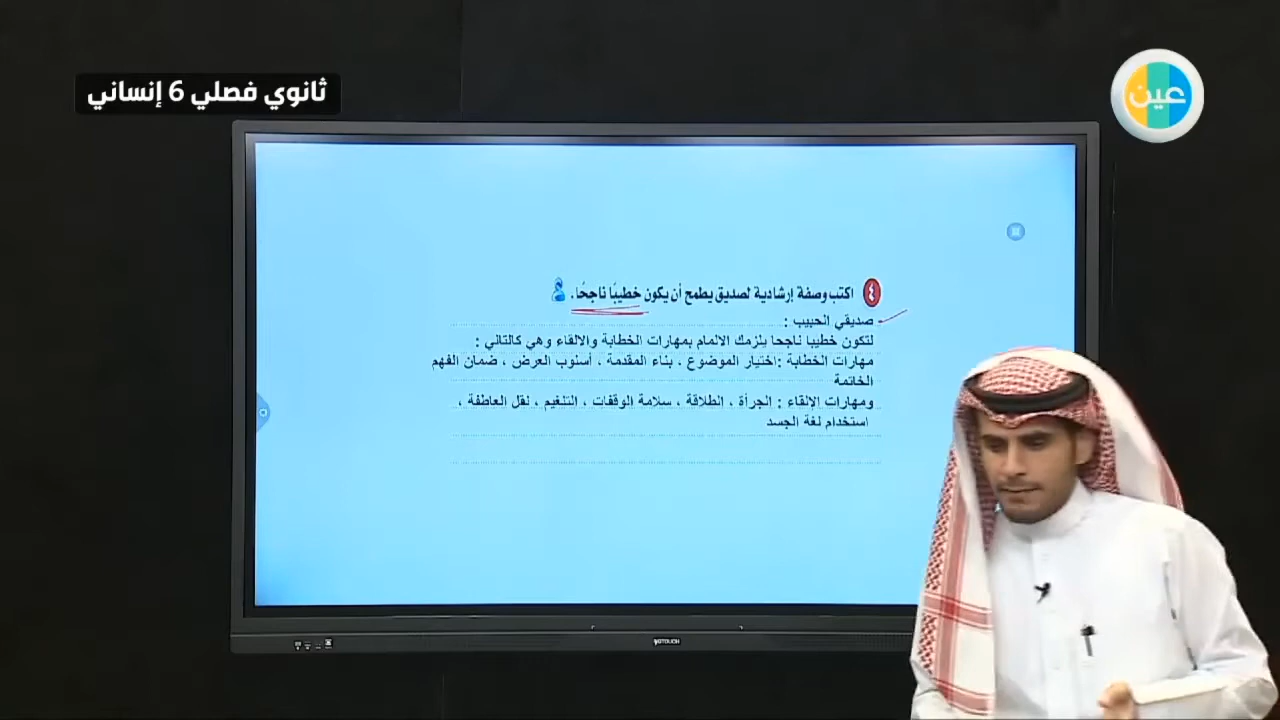 ثانوي فصلي 6 إنساني
عين
٤ اكتب وصفة إرشادية لصديق يطمح أن يكون خطيبًا ناجحًا.
صديقي الحبيب :
لتكون خطيبا ناجحا يلزمك الالمام بمهارات الخطابة والالقاء وهي كالتالي :
مهارات الخطابة :اختيار الموضوع ، بناء المقدمة ، أسلوب العرض ، ضمان الفهم
الخاتمة
ومهارات الإلقاء : الجرأة ، الطلاقة ، سلامة الوقفات ، التنغيم ، نقل العاطفة ،
استخدام لغة الجسد